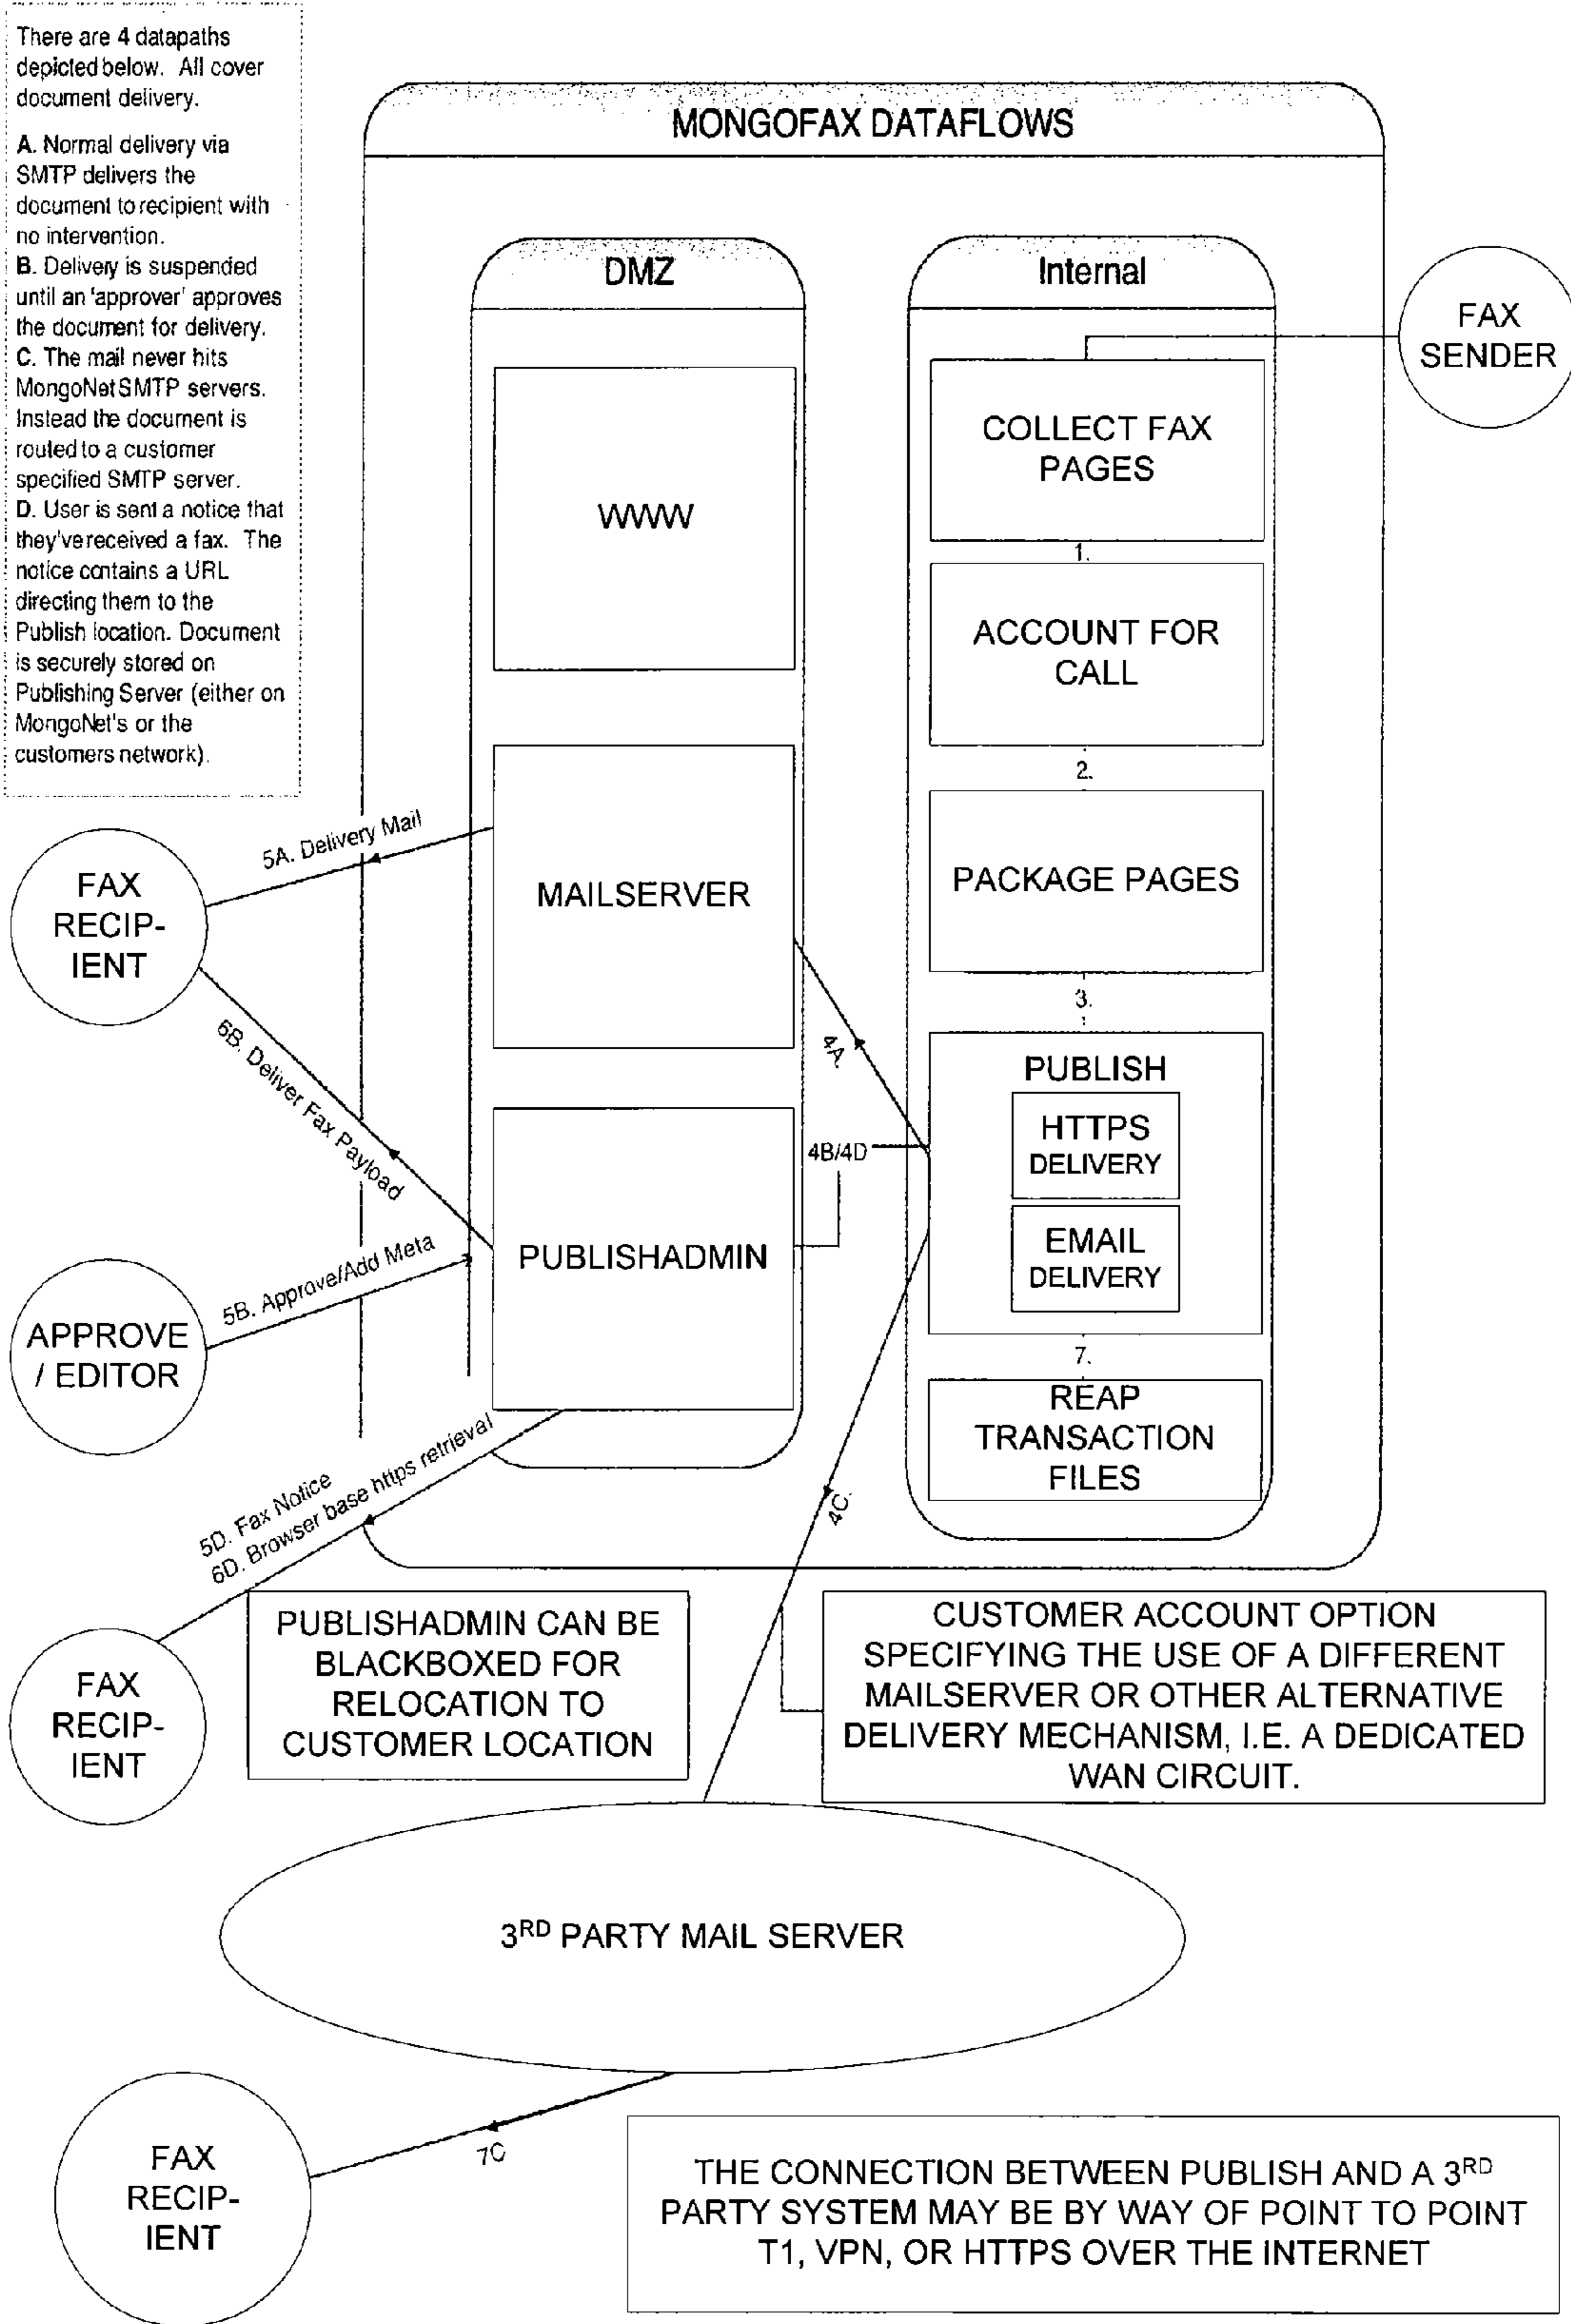 There are 4 datapaths
depicted below. All cover
document delivery.
A. Normal delivery via
SMTP delivers the
document to recipient with
no intervention.
B. Delivery is suspended
until an 'approver' approves
the document for delivery.
C. The mail never hits
MongoNet SMTP servers.
Instead the document is
routed to a customer
specified SMTP server.
D. User is sent a notice that
they've received a fax. The
notice contains a URL
directing them to the
Publish location. Document
is securely stored on
Publishing Server (either on
MongoNet's or the
customers network).
MONGOFAX DATAFLOWS
DMZ
WWW
MAILSERVER
PUBLISHADMIN
Internal
COLLECT FAX
PAGES
1.
ACCOUNT FOR
CALL
2.
PACKAGE PAGES
3.
PUBLISH
HTTPS
DELIVERY
EMAIL
DELIVERY
7.
REAP
TRANSACTION
FILES
FAX
SENDER
4A.
4B/4D
4C.
5A. Delivery Mail
FAX
RECIP-
IENT
6B. Deliver Fax Payload
5B. Approve/Add Meta
APPROVE
/ EDITOR
5D. Fax Notice
6D. Browser base https retrieval
FAX
RECIP-
IENT
PUBLISHADMIN CAN BE
BLACKBOXED FOR
RELOCATION TO
CUSTOMER LOCATION
CUSTOMER ACCOUNT OPTION
SPECIFYING THE USE OF A DIFFERENT
MAILSERVER OR OTHER ALTERNATIVE
DELIVERY MECHANISM, I.E. A DEDICATED
WAN CIRCUIT.
3RD PARTY MAIL SERVER
7C
FAX
RECIP-
IENT
THE CONNECTION BETWEEN PUBLISH AND A 3RD
PARTY SYSTEM MAY BE BY WAY OF POINT TO POINT
T1, VPN, OR HTTPS OVER THE INTERNET